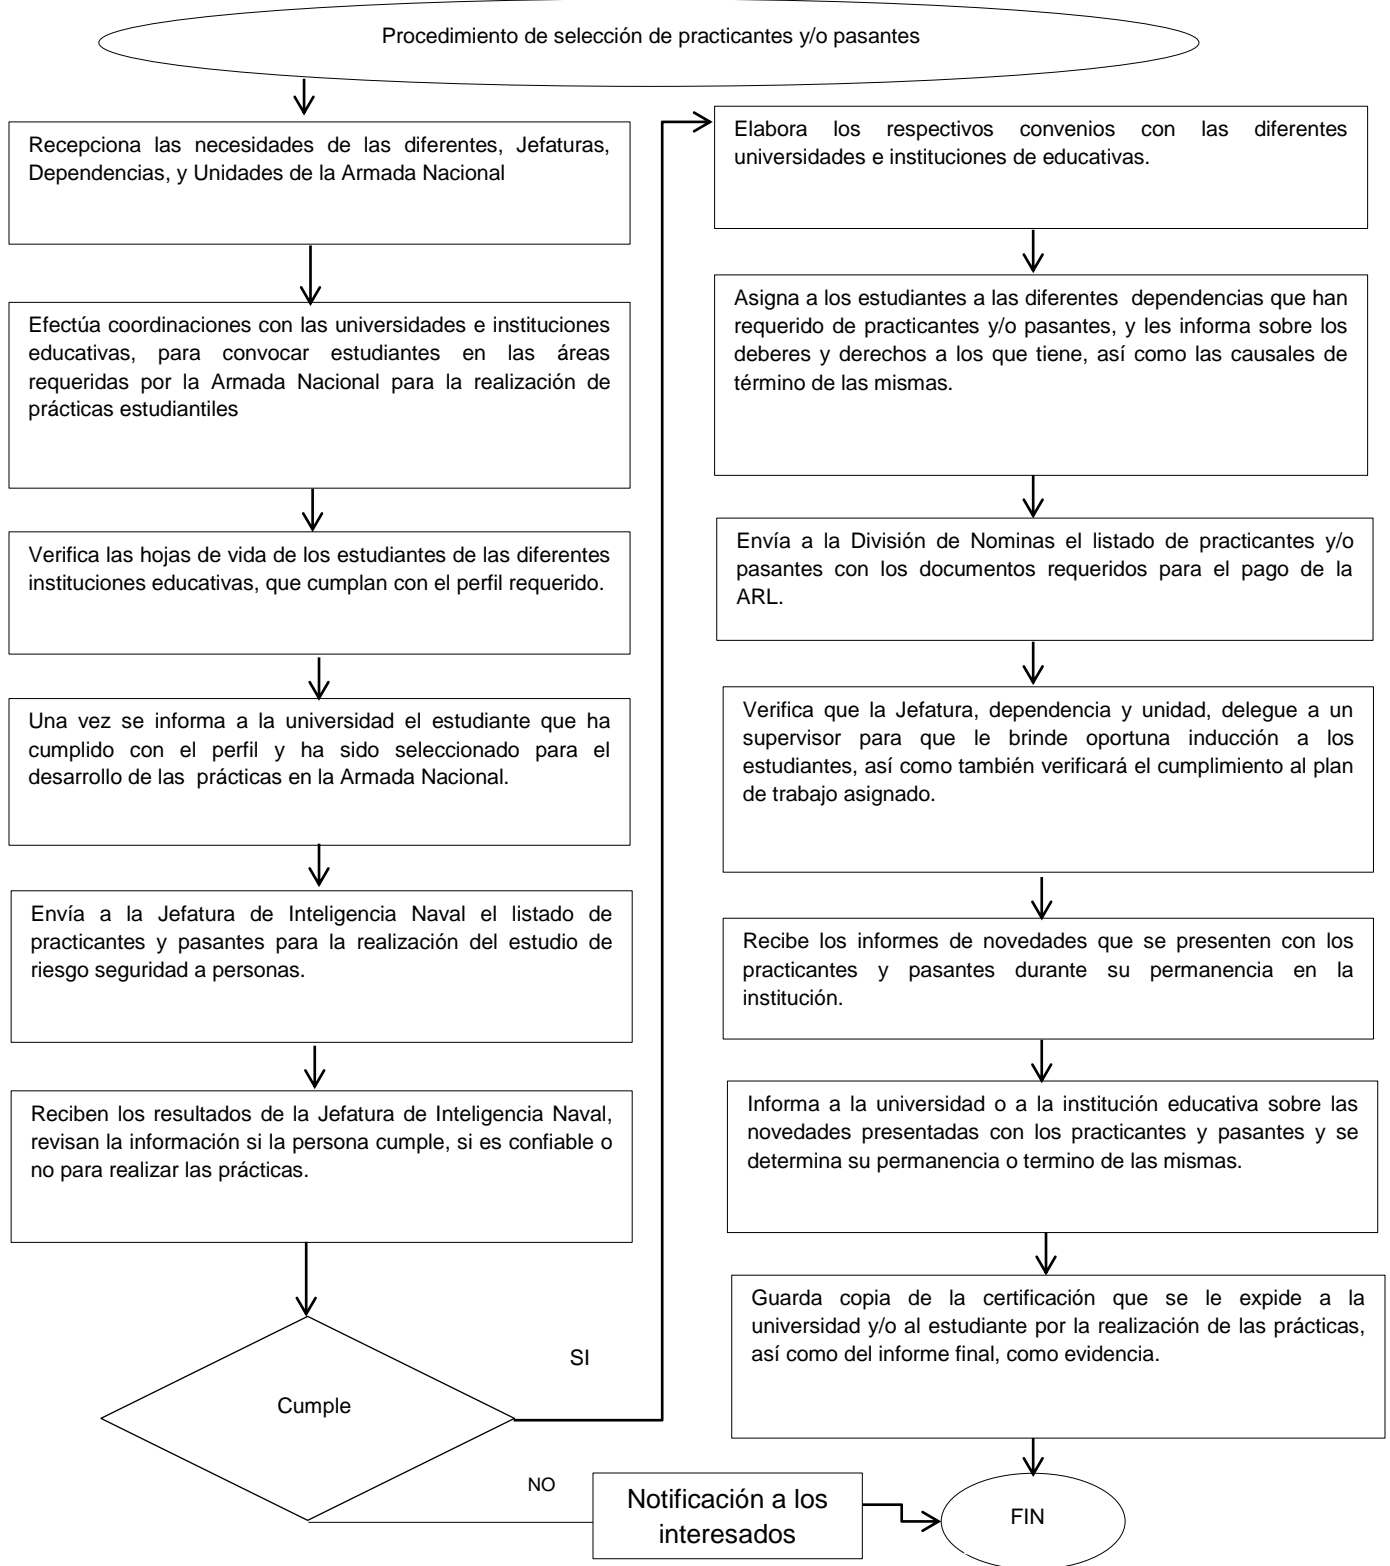 Procedimiento de selección de practicantes y/o pasantes
Recepciona las necesidades de las diferentes, Jefaturas,
Dependencias, y Unidades de la Armada Nacional
Efectúa coordinaciones con las universidades e instituciones
educativas, para convocar estudiantes en las áreas
requeridas por la Armada Nacional para la realización de
prácticas estudiantiles
Verifica las hojas de vida de los estudiantes de las diferentes
instituciones educativas, que cumplan con el perfil requerido.
Una vez se informa a la universidad el estudiante que ha
cumplido con el perfil y ha sido seleccionado para el
desarrollo de las prácticas en la Armada Nacional.
Envía a la Jefatura de Inteligencia Naval el listado de
practicantes y pasantes para la realización del estudio de
riesgo seguridad a personas.
Reciben los resultados de la Jefatura de Inteligencia Naval,
revisan la información si la persona cumple, si es confiable o
no para realizar las prácticas.
Cumple
SI
NO
Notificación a los
interesados
Elabora los respectivos convenios con las diferentes
universidades e instituciones de educativas.
Asigna a los estudiantes a las diferentes dependencias que han
requerido de practicantes y/o pasantes, y les informa sobre los
deberes y derechos a los que tiene, así como las causales de
término de las mismas.
Envía a la División de Nominas el listado de practicantes y/o
pasantes con los documentos requeridos para el pago de la
ARL.
Verifica que la Jefatura, dependencia y unidad, delegue a un
supervisor para que le brinde oportuna inducción a los
estudiantes, así como también verificará el cumplimiento al plan
de trabajo asignado.
Recibe los informes de novedades que se presenten con los
practicantes y pasantes durante su permanencia en la
institución.
Informa a la universidad o a la institución educativa sobre las
novedades presentadas con los practicantes y pasantes y se
determina su permanencia o termino de las mismas.
Guarda copia de la certificación que se le expide a la
universidad y/o al estudiante por la realización de las prácticas,
así como del informe final, como evidencia.
FIN